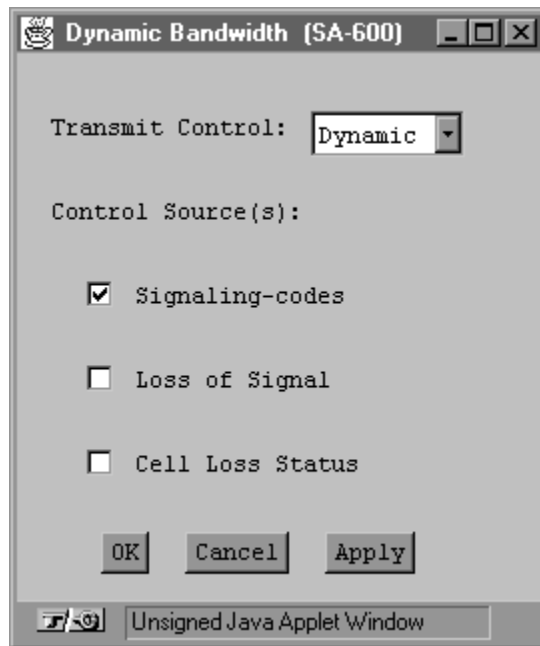 Dynamic Bandwidth (SA-600)
Transmit Control: Dynamic
Control Source(s):
Signaling-codes
Loss of Signal
Cell Loss Status
OK Cancel Apply
Unsigned Java Applet Window